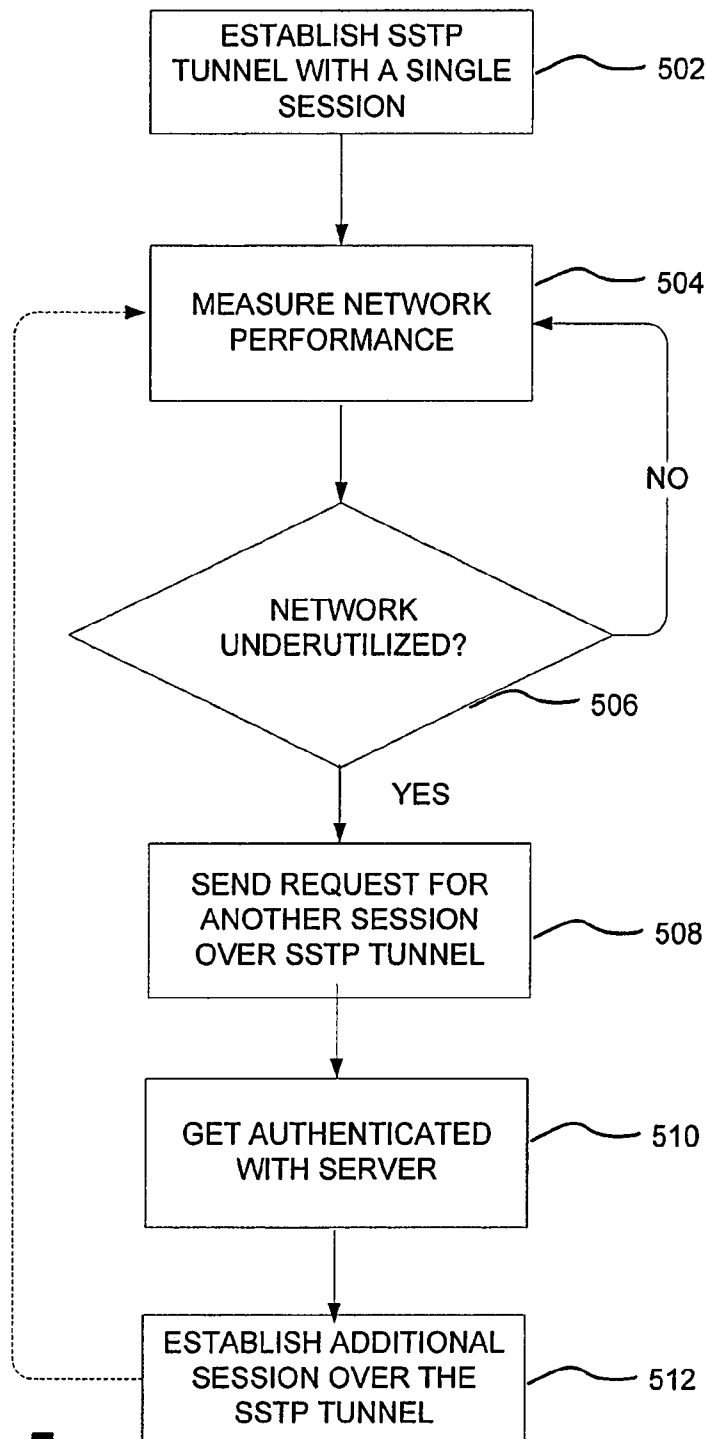 ESTABLISH SSTP
TUNNEL WITH A SINGLE
SESSION
502
MEASURE NETWORK
PERFORMANCE
504
NO
NETWORK
UNDERUTILIZED?
506
YES
SEND REQUEST FOR
ANOTHER SESSION
OVER SSTP TUNNEL
508
GET AUTHENTICATED
WITH SERVER
510
ESTABLISH ADDITIONAL
SESSION OVER THE
SSTP TUNNEL
512